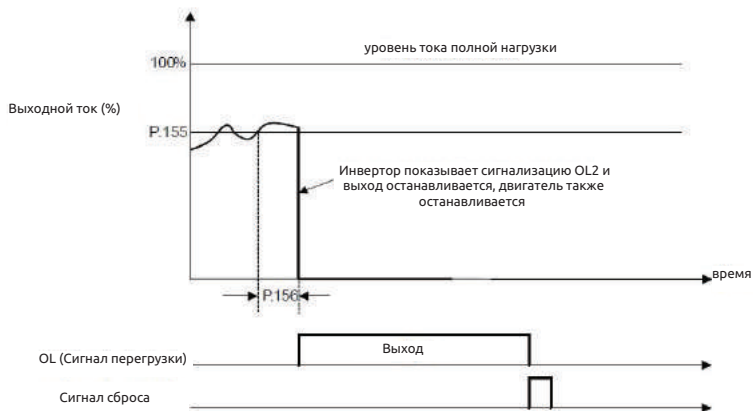 уровень тока полной нагрузки
100%
Выходной ток (%)
P.155
Инвертор показывает сигнализацию OL2 и
выход останавливается, двигатель также
останавливается
время
P.156
OL (Сигнал перегрузки)
Выход
Сигнал сброса